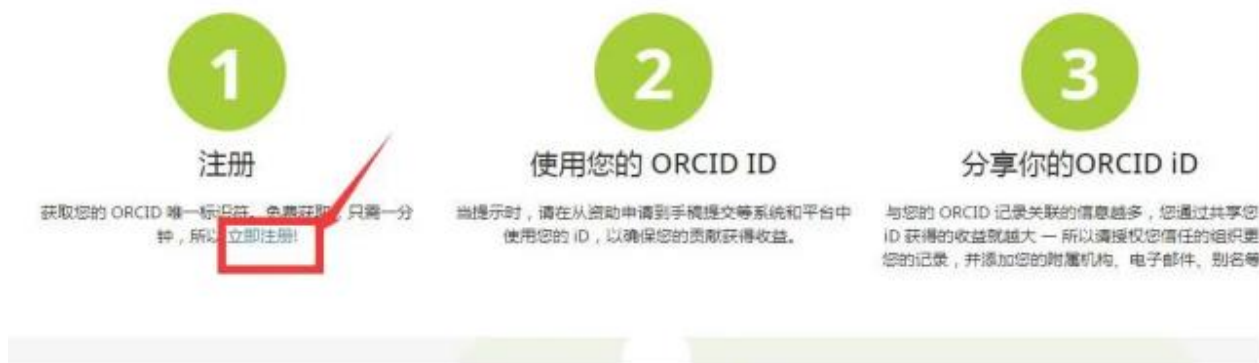 1
2
3
注册
使用您的 ORCID ID
分享你的ORCID iD
获取您的 ORCID 唯一标识符。免费获取，只需一分
钟，所以立即注册!
当提示时，请在从资助申请到手稿提交等系统和平台中
使用您的 iD，以确保您的贡献获得收益。
与您的 ORCID 记录关联的信息越多，您通过共享您
iD 获得的收益就越大 — 所以请授权您信任的组织更
您的记录，并添加您的附属机构、电子邮件、别名等